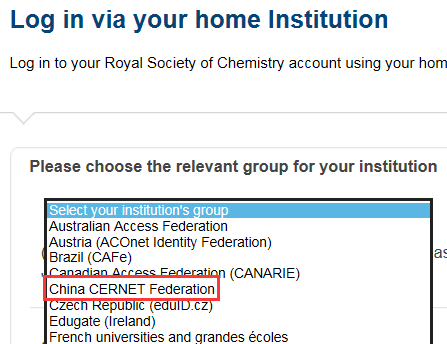 Log in via your home Institution
Log in to your Royal Society of Chemistry account using your hom
Please choose the relevant group for your institution
Select your institution's group
Australian Access Federation
Austria (ACOnet Identity Federation)
Brazil (CAFe)
Canadian Access Federation (CANARIE)
China CERNET Federation
Czech Republic (eduID.cz)
Edugate (Ireland)
French universities and grandes écoles